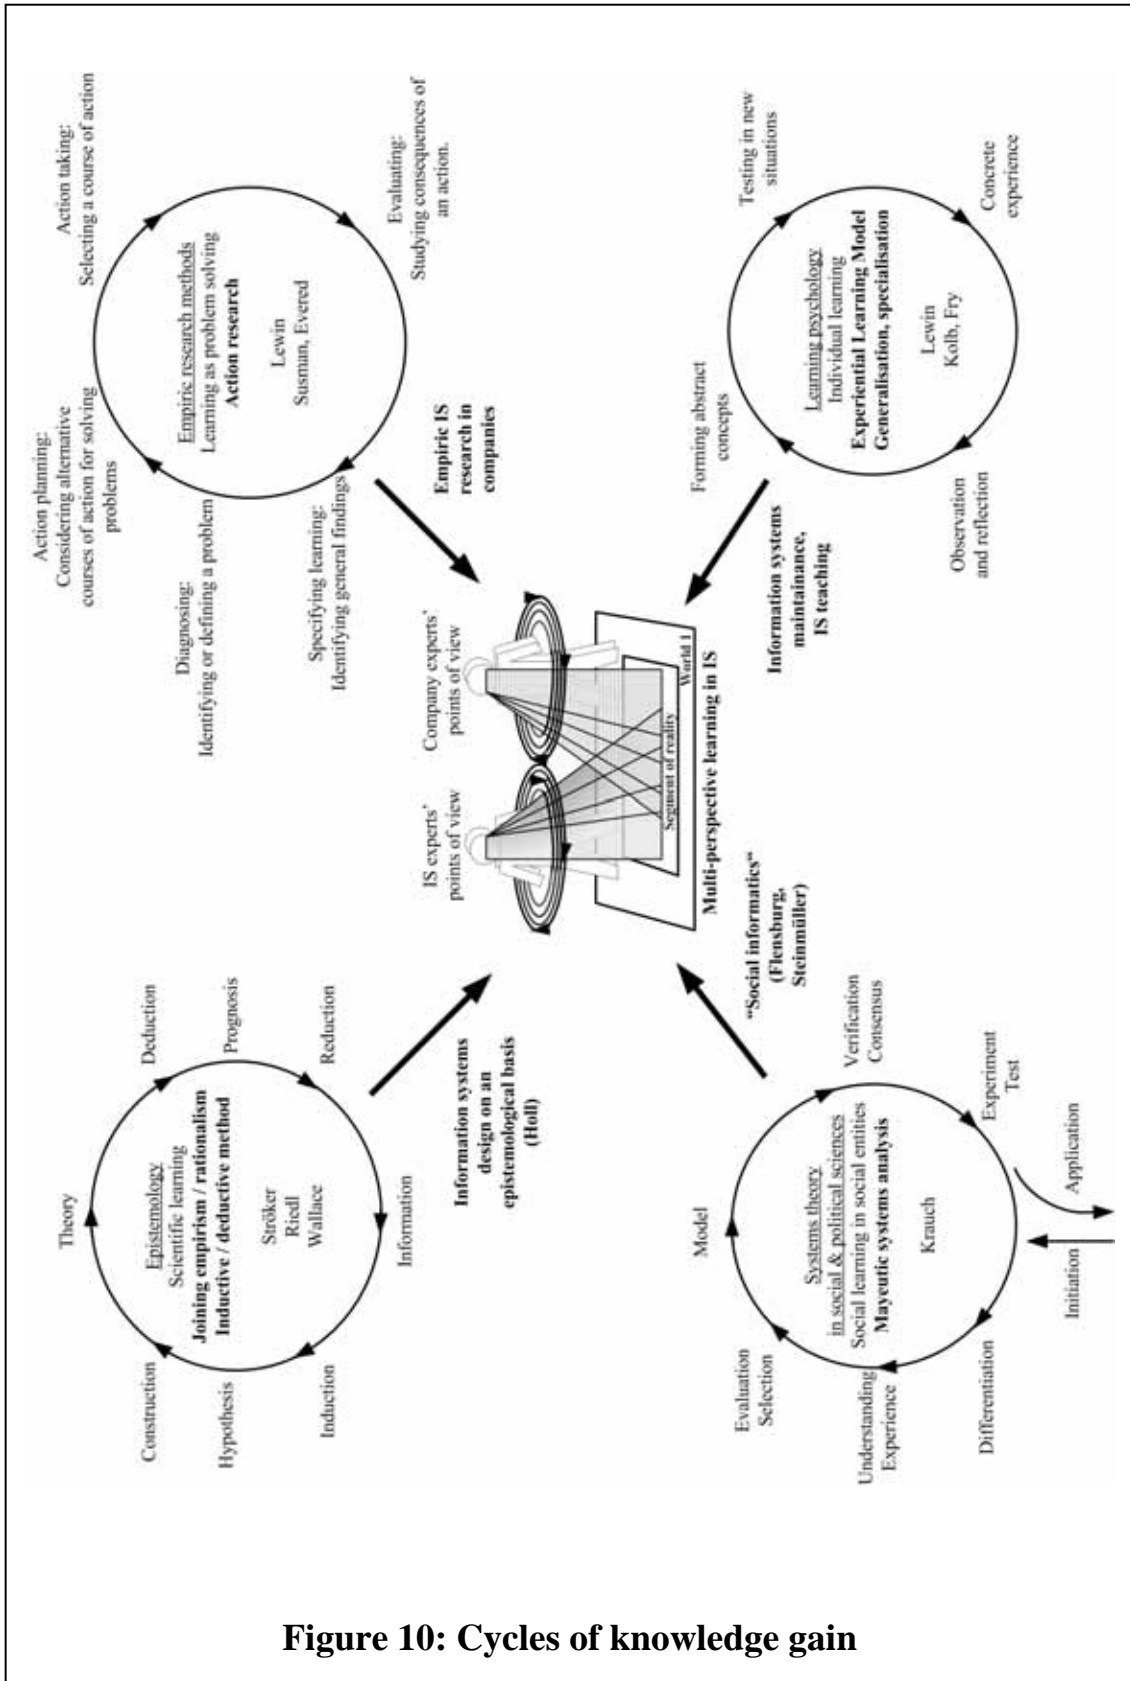 Theory
Construction
Deduction
Hypothesis
Prognosis
Induction
Reduction
Information
Epistemology
Scientific learning
Joining empirism / rationalism
Inductive / deductive method
Ströker
Riedl
Wallace
Information systems
design on an
epistemological basis
(Holl)
Action planning:
Considering alternative
courses of action for solving
problems
Action taking:
Selecting a course of action
Diagnosing:
Identifying or defining a problem
Evaluating:
Studying consequences of
an action.
Specifying learning:
Identifying general findings
Empiric research methods
Learning as problem solving
Action research
Lewin
Susman, Evered
Empiric IS
research in
companies
IS experts'
points of view
Company experts'
points of view
Segment of reality
World 1
Multi-perspective learning in IS
Model
Evaluation
Selection
Verification
Consensus
Understanding
Experience
Experiment
Test
Differentiation
Initiation
Application
Systems theory
in social & political sciences
Social learning in social entities
Mayeutic systems analysis
Krauch
"Social informatics“
(Flensburg,
Steinmüller)
Forming abstract
concepts
Testing in new
situations
Observation
and reflection
Concrete
experience
Learning psychology
Individual learning
Experiential Learning Model
Generalisation, specialisation
Lewin
Kolb, Fry
Information systems
maintainance,
IS teaching
Figure 10: Cycles of knowledge gain